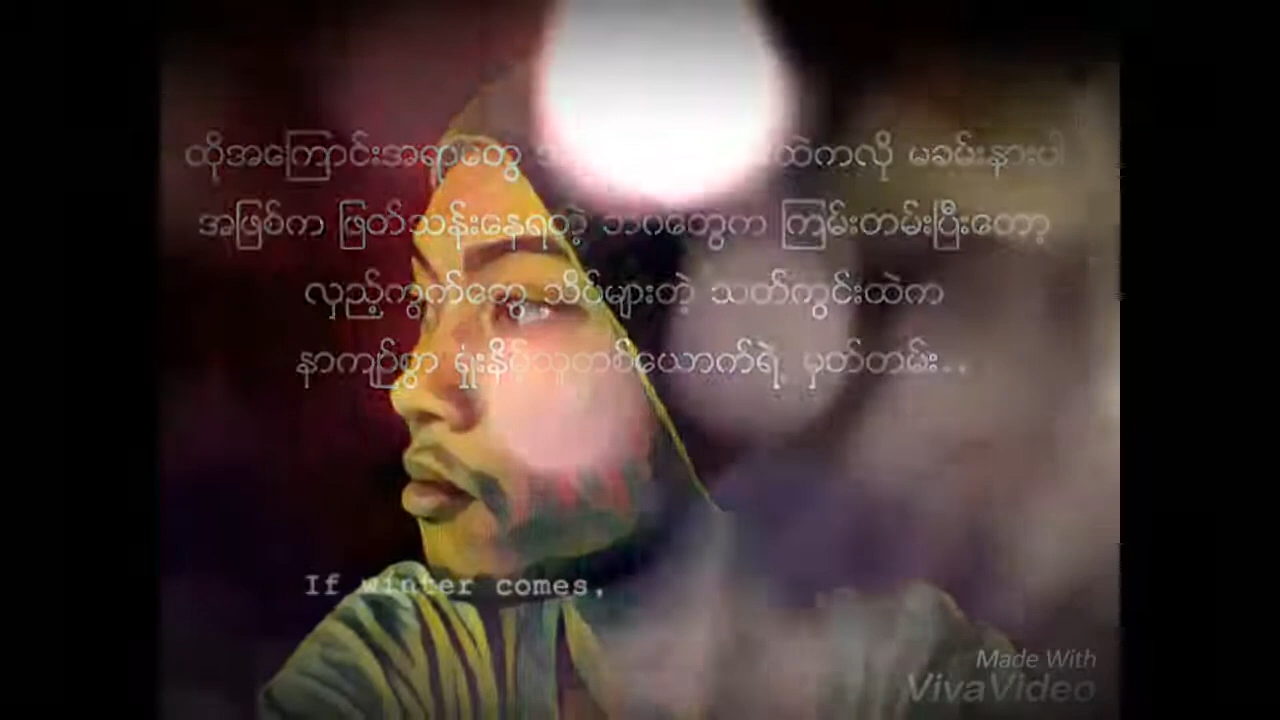 ထိုအကြောင်းအရာတွေ ထဲကလို မခမ်းနားပါ
အဖြစ်က ဖြတ်သန်းနေရတဲ့ ဘဝတွေက ကြမ်းတမ်းပြီးတော့
လှည့်ကွက်တွေ သိပ်များတဲ့ သတ်ကွင်းထဲက
နာကျဉ်စွာ ရှုံးနိမ့်သူတစ်ယောက်ရဲ့ မှတ်တမ်း..
If winter comes,
Made With
VivaVideo